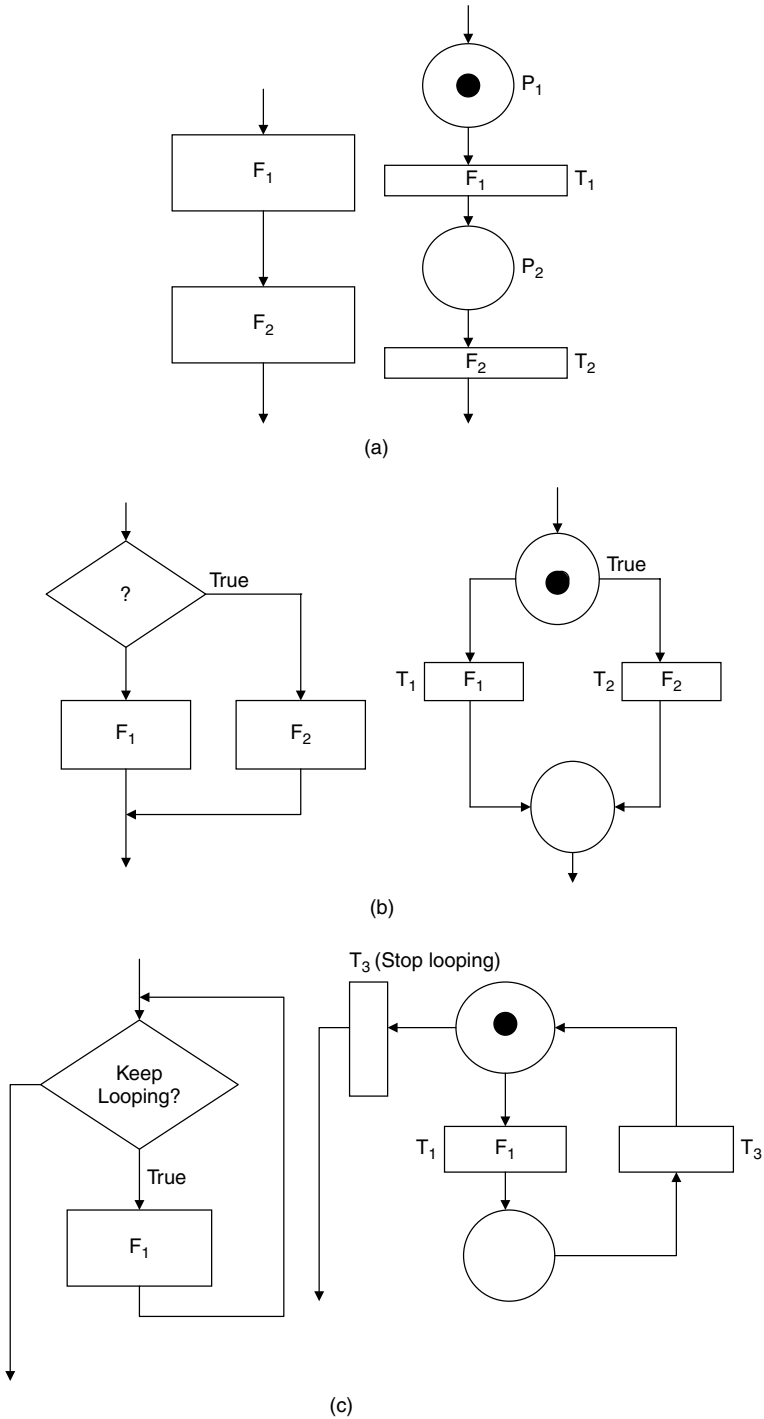 P₁
F₁
F₁ T₁
P₂
F₂
F₂ T₂
(a)
?
True
True
T₁ F₁
T₂ F₂
F₁
F₂
(b)
T₃ (Stop looping)
Keep
Looping?
True
T₁ F₁
T₃
F₁
(c)